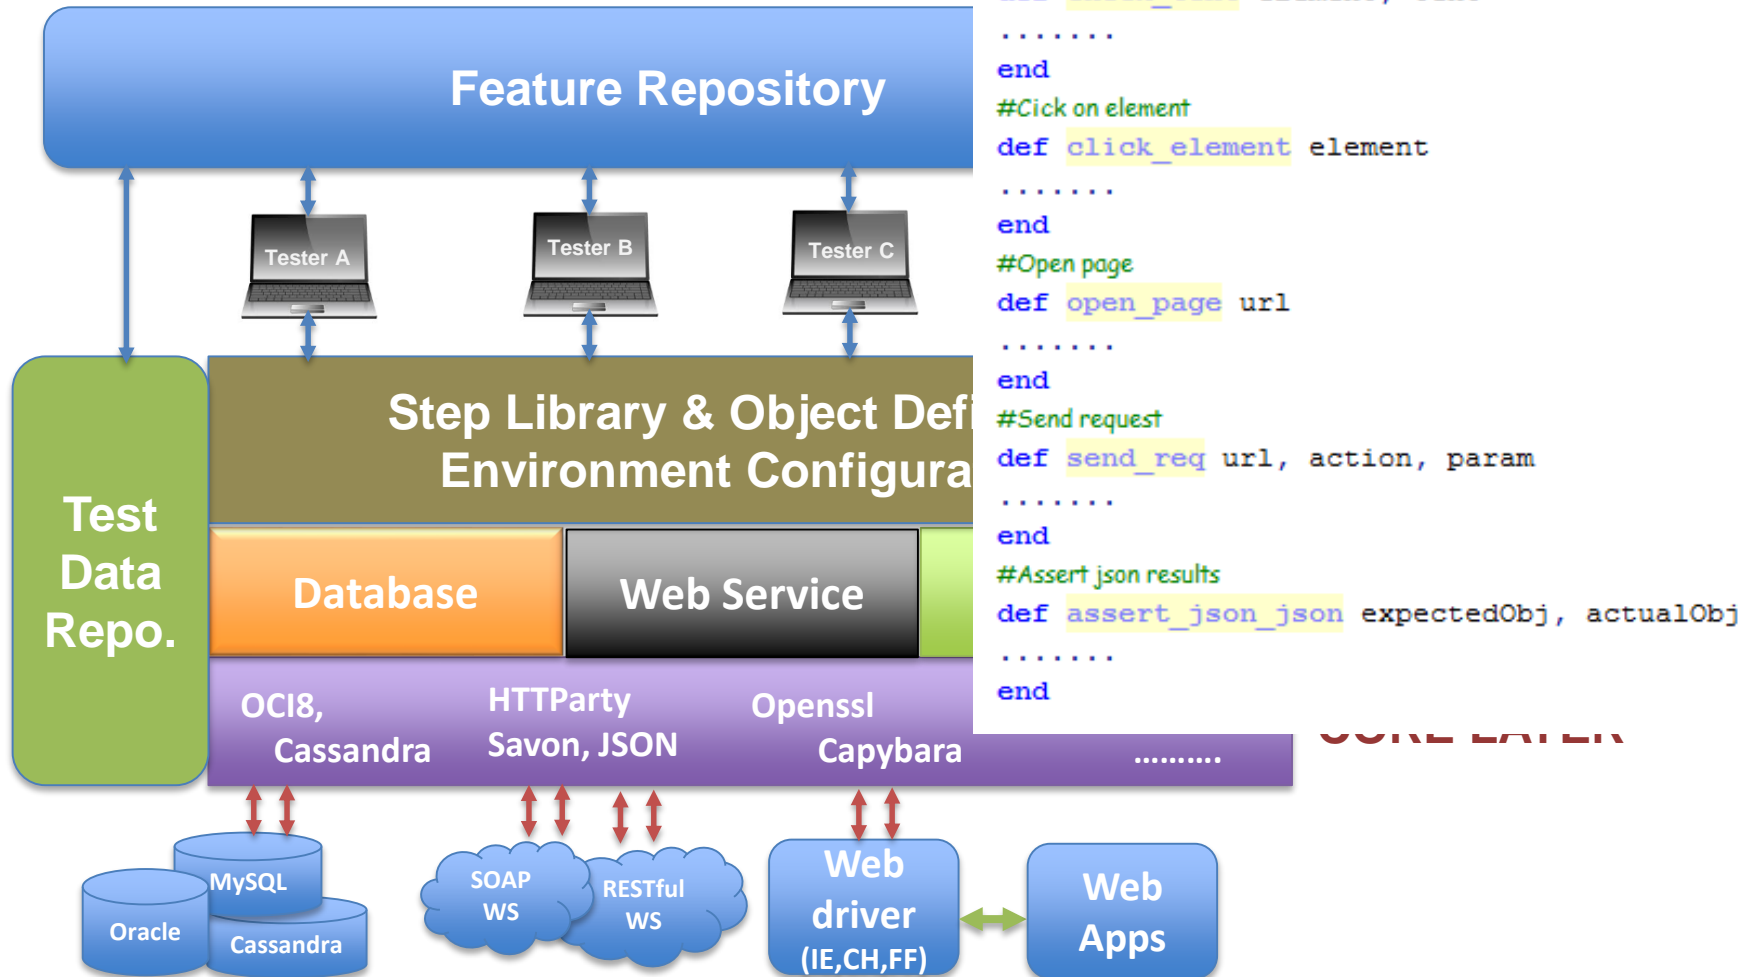 Feature Repository
Tester A
Tester B
Tester C
Step Library & Object Defi
Environment Configura
Test
Data
Repo.
Database
Web Service
OCI8,
Cassandra
HTTParty
Savon, JSON
Openssl
Capybara
..........
MySQL
Oracle
Cassandra
SOAP
WS
RESTful
WS
Web
driver
(IE,CH,FF)
Web
Apps
.......
end
#Cick on element
def click_element element
.......
end
#Open page
def open_page url
.......
end
#Send request
def send_req url, action, param
.......
end
#Assert json results
def assert_json_json expectedObj, actualObj
.......
end